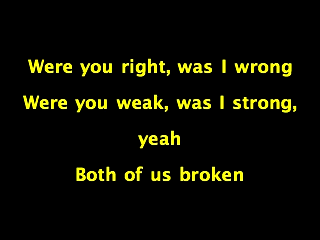 Were you right, was I wrong
Were you weak, was I strong,
yeah
Both of us broken